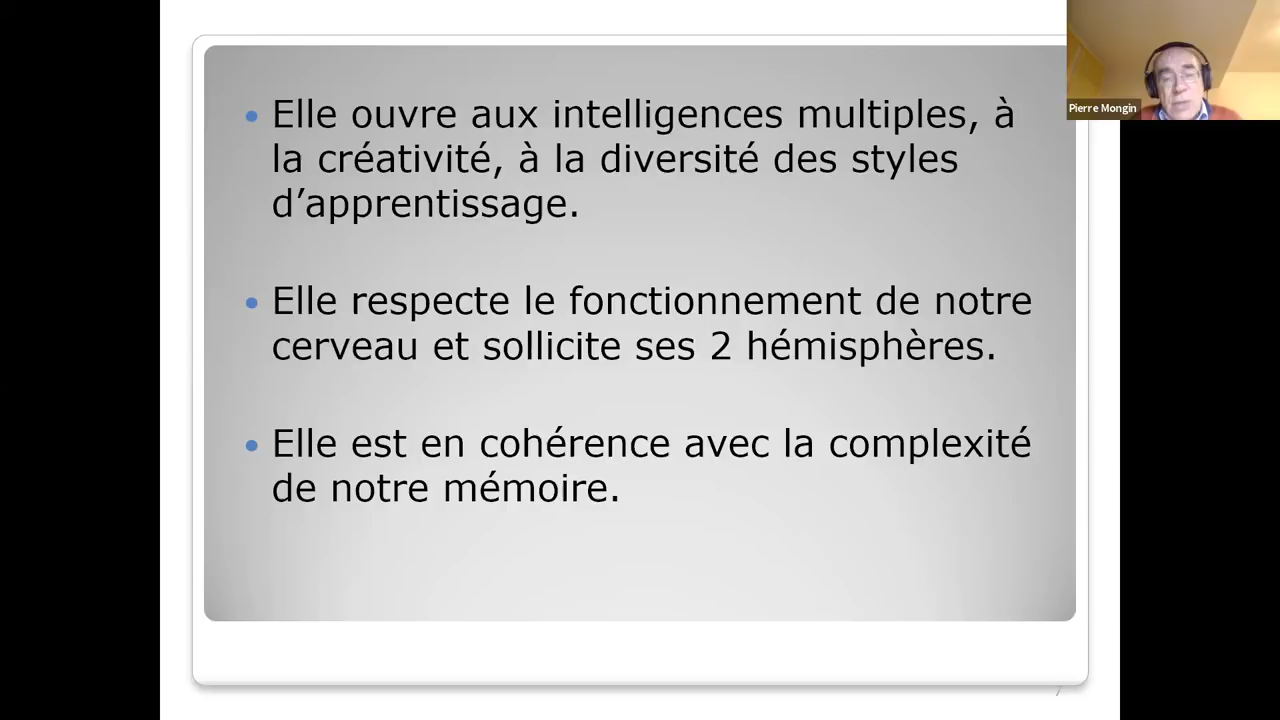 Elle ouvre aux intelligences multiples, à
la créativité, à la diversité des styles
d’apprentissage.
Elle respecte le fonctionnement de notre
cerveau et sollicite ses 2 hémisphères.
Elle est en cohérence avec la complexité
de notre mémoire.
Pierre Mongin